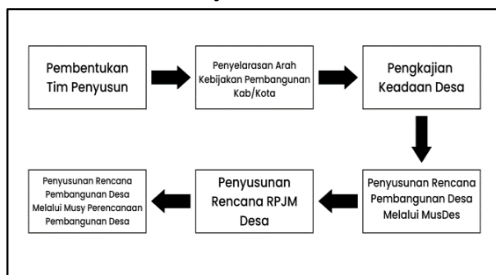 Pembentukan
Tim Penyusun
Penyelarasan Arah
Kebijakan Pembangunan
Kab/Kota
Pengkajian
Keadaan Desa
Penyusunan Rencana
Pembangunan Desa
Melalui MusDes
Penyusunan
Rencana RPJM
Desa
Penyusunan Rencana
Pembangunan Desa
Melalui Musy Perencanaan
Pembangunan Desa